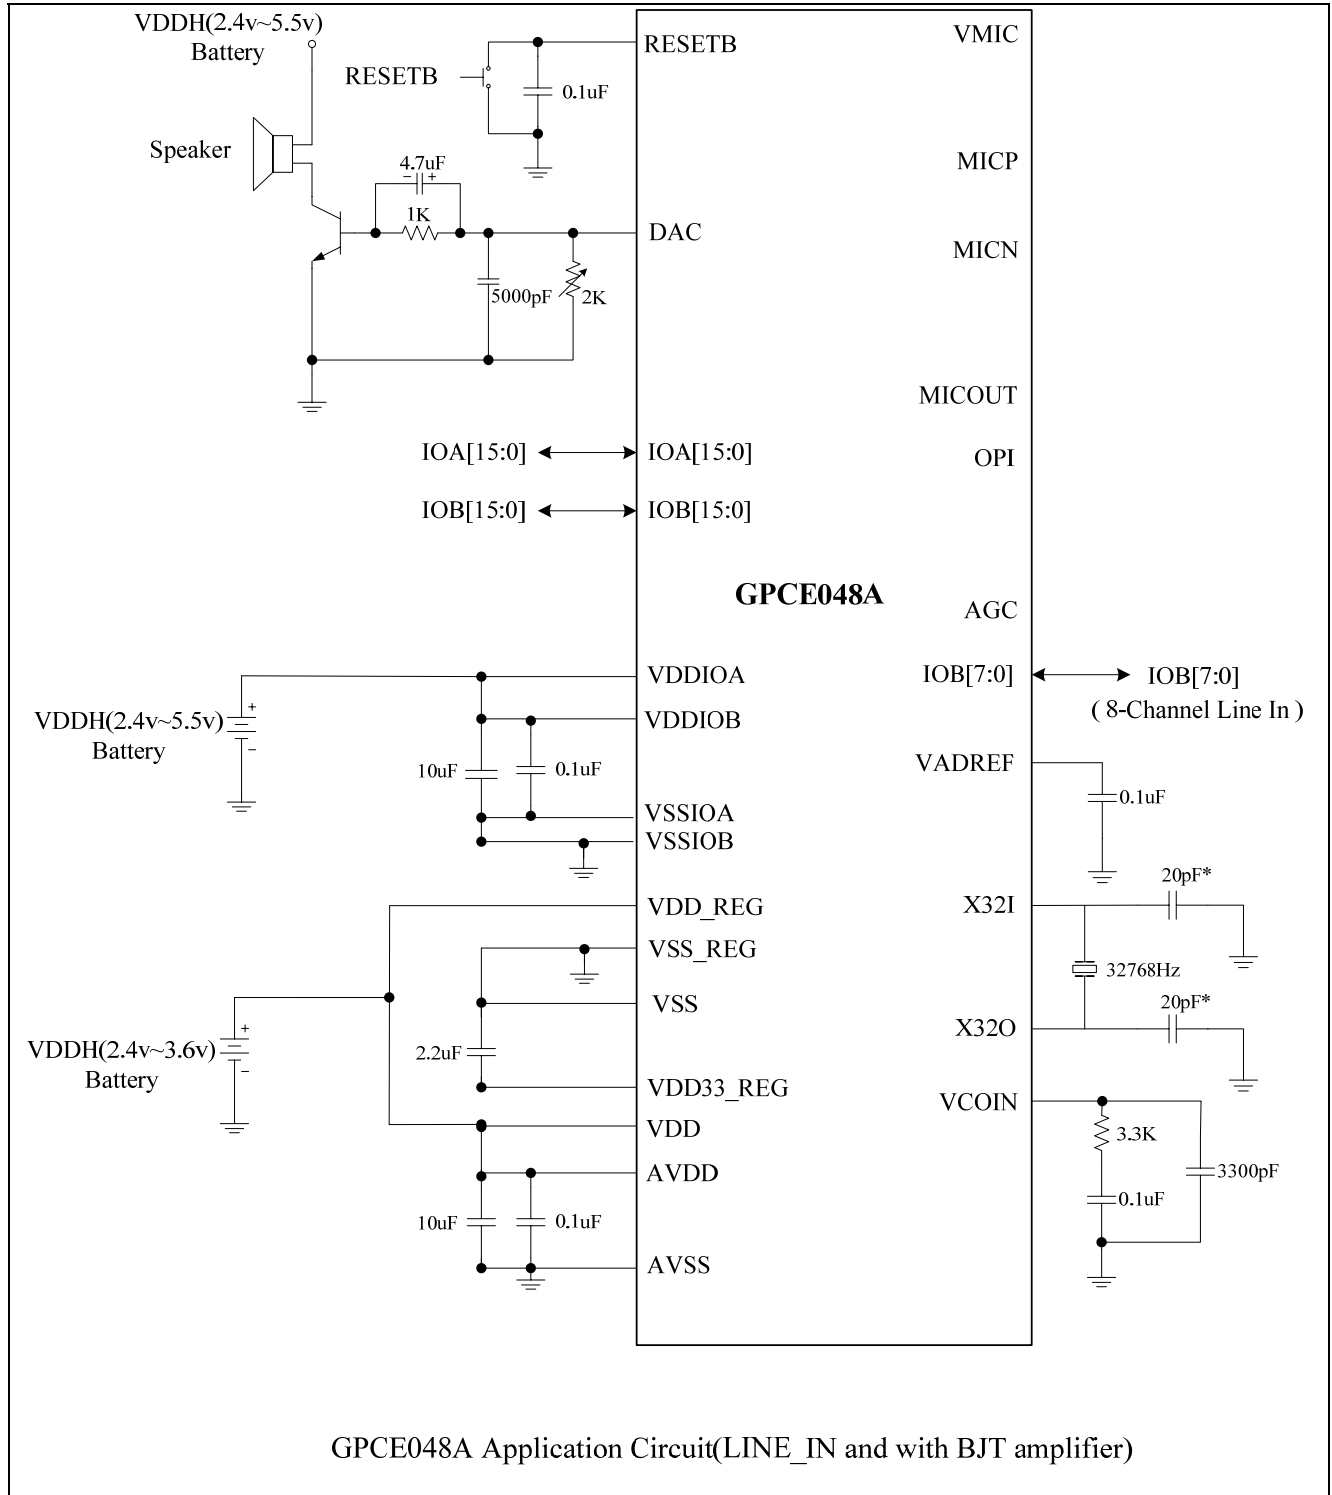 VDDH(2.4v~5.5v)
Battery
Speaker
RESETB
0.1uF
RESETB
4.7uF
- +
1K
5000pF
2K
DAC
VMIC
MICP
MICN
MICOUT
OPI
IOA[15:0]
IOA[15:0]
IOB[15:0]
IOB[15:0]
GPCE048A
AGC
IOB[7:0]
IOB[7:0]
( 8-Channel Line In )
VDDIOA
VDDH(2.4v~5.5v)
Battery
+
-
VDDIOB
10uF
0.1uF
VSSIOA
VSSIOB
VADREF
0.1uF
VDD_REG
VSS_REG
VSS
2.2uF
VDD33_REG
VDDH(2.4v~3.6v)
Battery
+
-
VDD
AVDD
10uF
0.1uF
AVSS
X32I
20pF*
32768Hz
X32O
20pF*
VCOIN
3.3K
0.1uF
3300pF
GPCE048A Application Circuit(LINE_IN and with BJT amplifier)